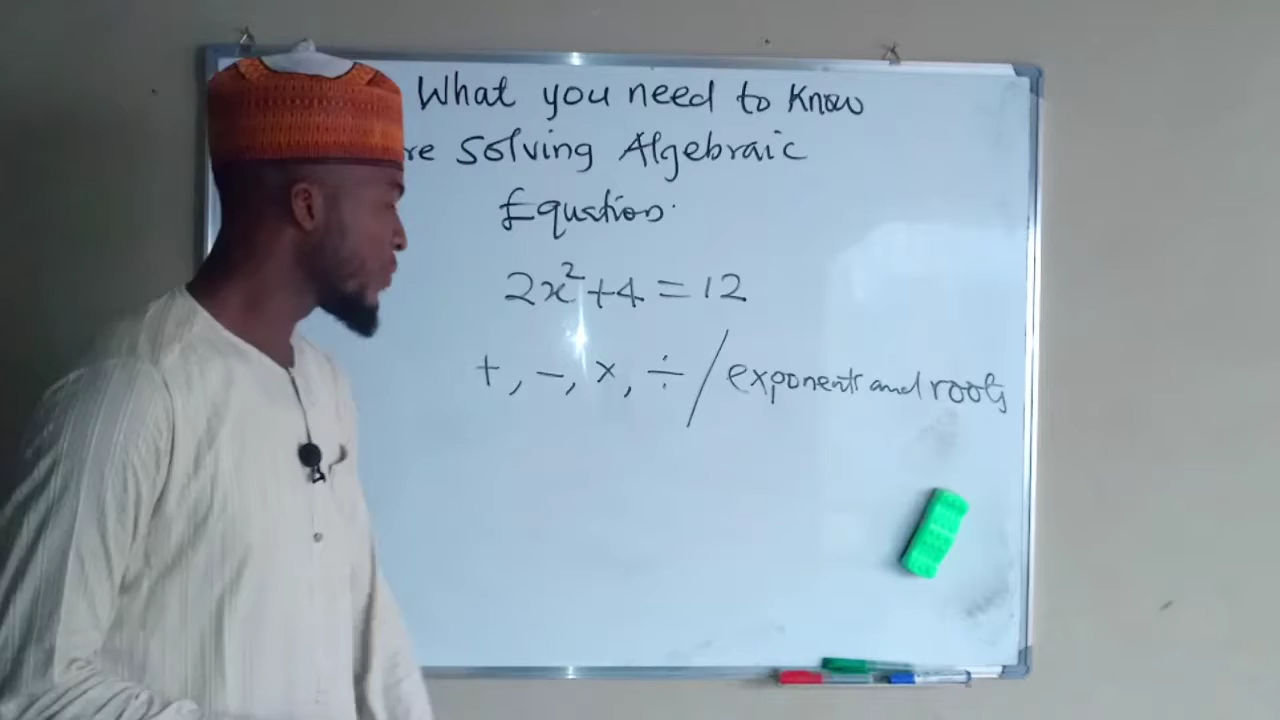 What you need to Know
re Solving Algebraic
Equation.
2x²+4=12
+, -, ×, ÷ / exponents and roots